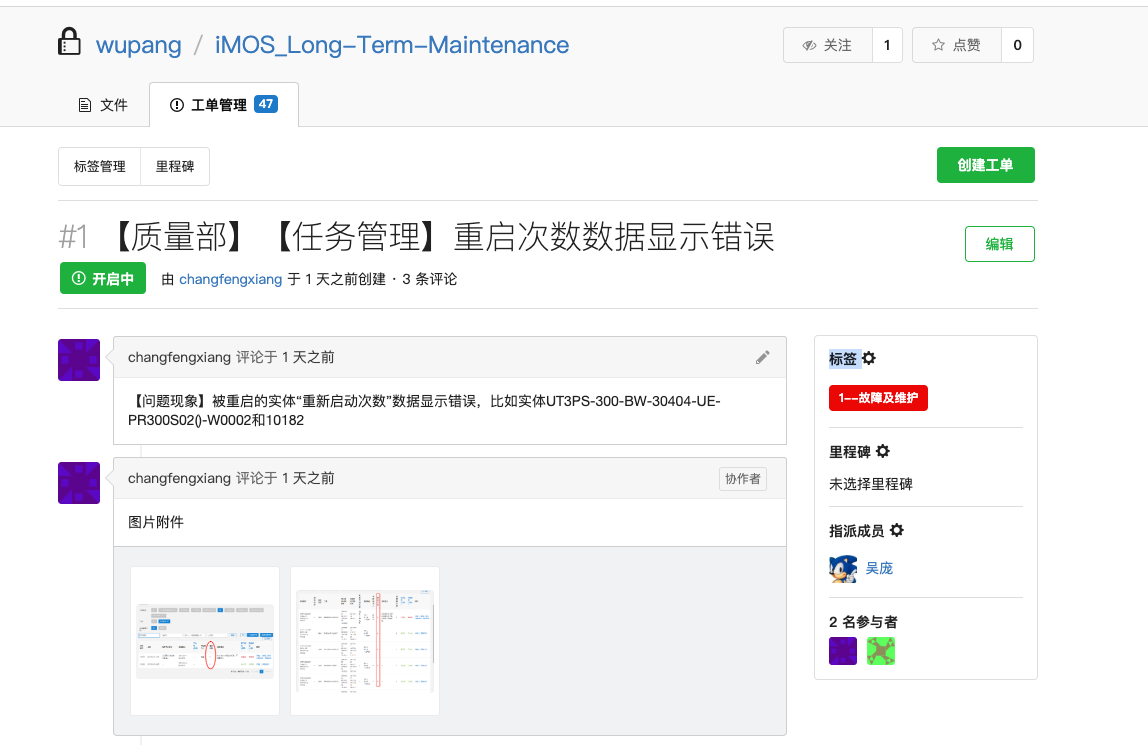 wupang / iMOS_Long-Term-Maintenance
关注 1 点赞 0
文件 工单管理 47
标签管理 里程碑
创建工单
#1 【质量部】【任务管理】重启次数数据显示错误
编辑
开启中 由 changfengxiang 于 1 天之前创建 · 3 条评论
changfengxiang 评论于 1 天之前
【问题现象】被重启的实体“重新启动次数”数据显示错误，比如实体UT3PS-300-BW-30404-UE-
PR300S02()-W0002和10182
changfengxiang 评论于 1 天之前
协作者
图片附件
标签
1--故障及维护
里程碑
未选择里程碑
指派成员
吴庞
2 名参与者